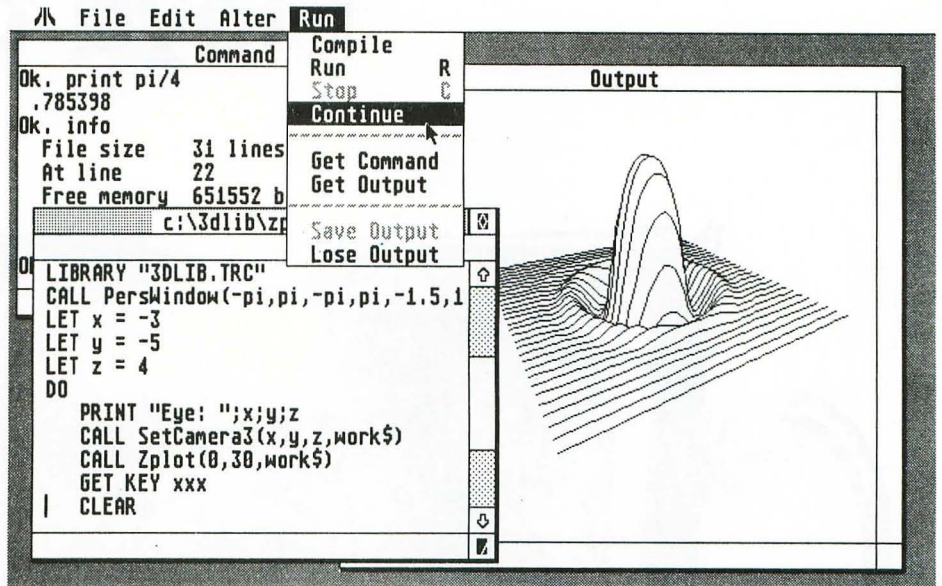 File Edit Alter Run
Compile
Run R
Stop C
Continue
Get Command
Get Output
Save Output
Lose Output
Command
Ok. print pi/4
.785398
Ok. info
File size 31 lines
At line 22
Free memory 651552 b
Output
c:\3dlib\zp
LIBRARY "3DLIB.TRC"
CALL PersWindow(-pi,pi,-pi,pi,-1.5,1
LET x = -3
LET y = -5
LET z = 4
DO
PRINT "Eye: ";x;y;z
CALL SetCamera3(x,y,z,work$)
CALL Zplot(0,30,work$)
GET KEY xxx
CLEAR